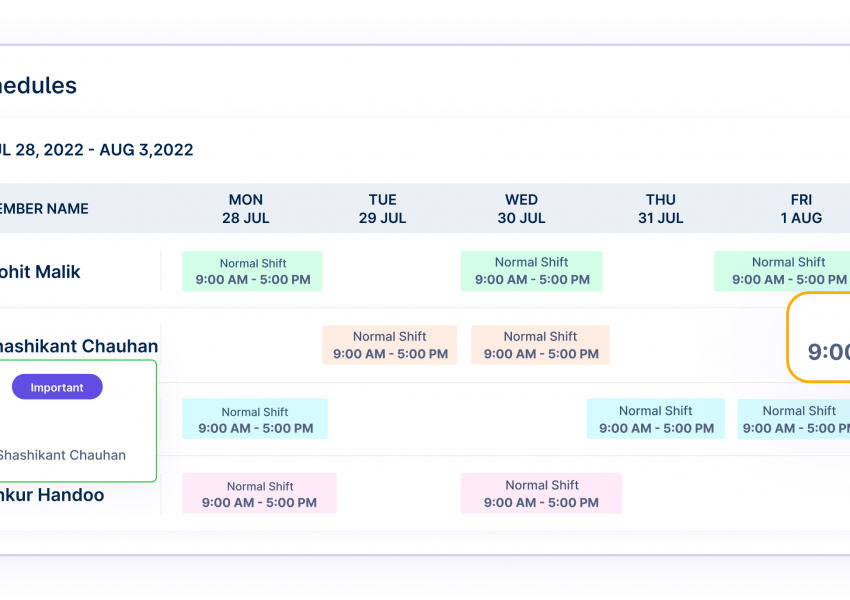 edules
JL 28, 2022 - AUG 3,2022
EMBER NAME
MON
28 JUL
TUE
29 JUL
WED
30 JUL
THU
31 JUL
FRI
1 AUG
ohit Malik
Normal Shift
9:00 AM - 5:00 PM
Normal Shift
9:00 AM - 5:00 PM
Normal Shift
9:00 AM - 5:00 PM
hashikant Chauhan
Normal Shift
9:00 AM - 5:00 PM
Normal Shift
9:00 AM - 5:00 PM
9:00
Important
Shashikant Chauhan
Normal Shift
9:00 AM - 5:00 PM
Normal Shift
9:00 AM - 5:00 PM
Normal Shift
9:00 AM - 5:00 PM
nkur Handoo
Normal Shift
9:00 AM - 5:00 PM
Normal Shift
9:00 AM - 5:00 PM